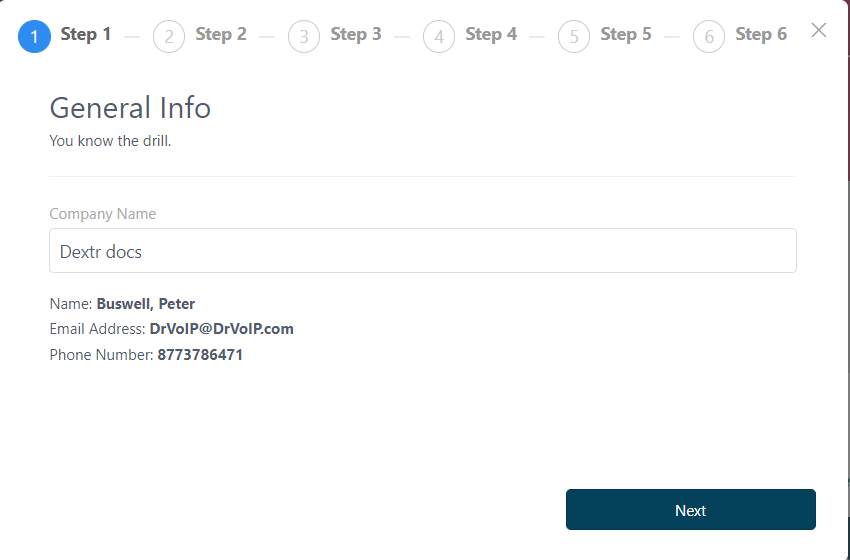 1 Step 1 2 Step 2 3 Step 3 4 Step 4 5 Step 5 6 Step 6
General Info
You know the drill.
Company Name
Dextr docs
Name: Buswell, Peter
Email Address: DrVoIP@DrVoIP.com
Phone Number: 8773786471
Next